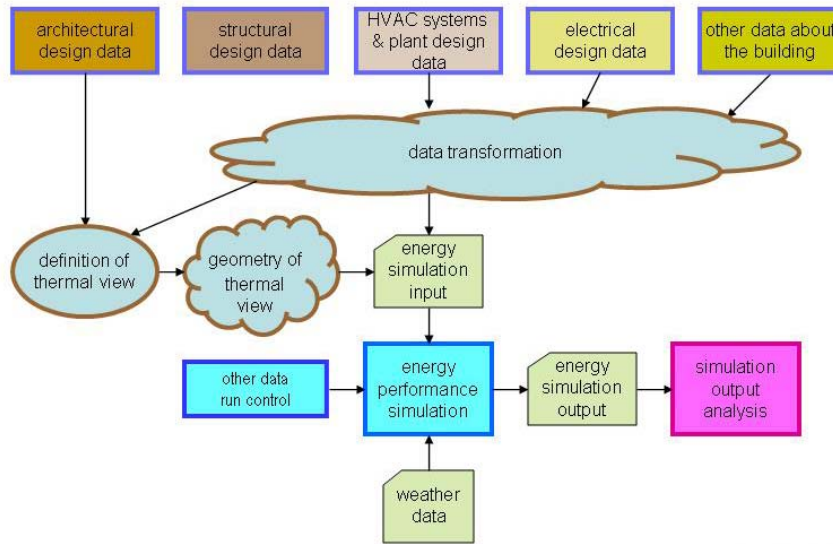 architectural
design data
structural
design data
HVAC systems
& plant design
data
electrical
design data
other data about
the building
data transformation
definition of
thermal view
geometry of
thermal
view
energy
simulation
input
other data
run control
energy
performance
simulation
energy
simulation
output
simulation
output
analysis
weather
data